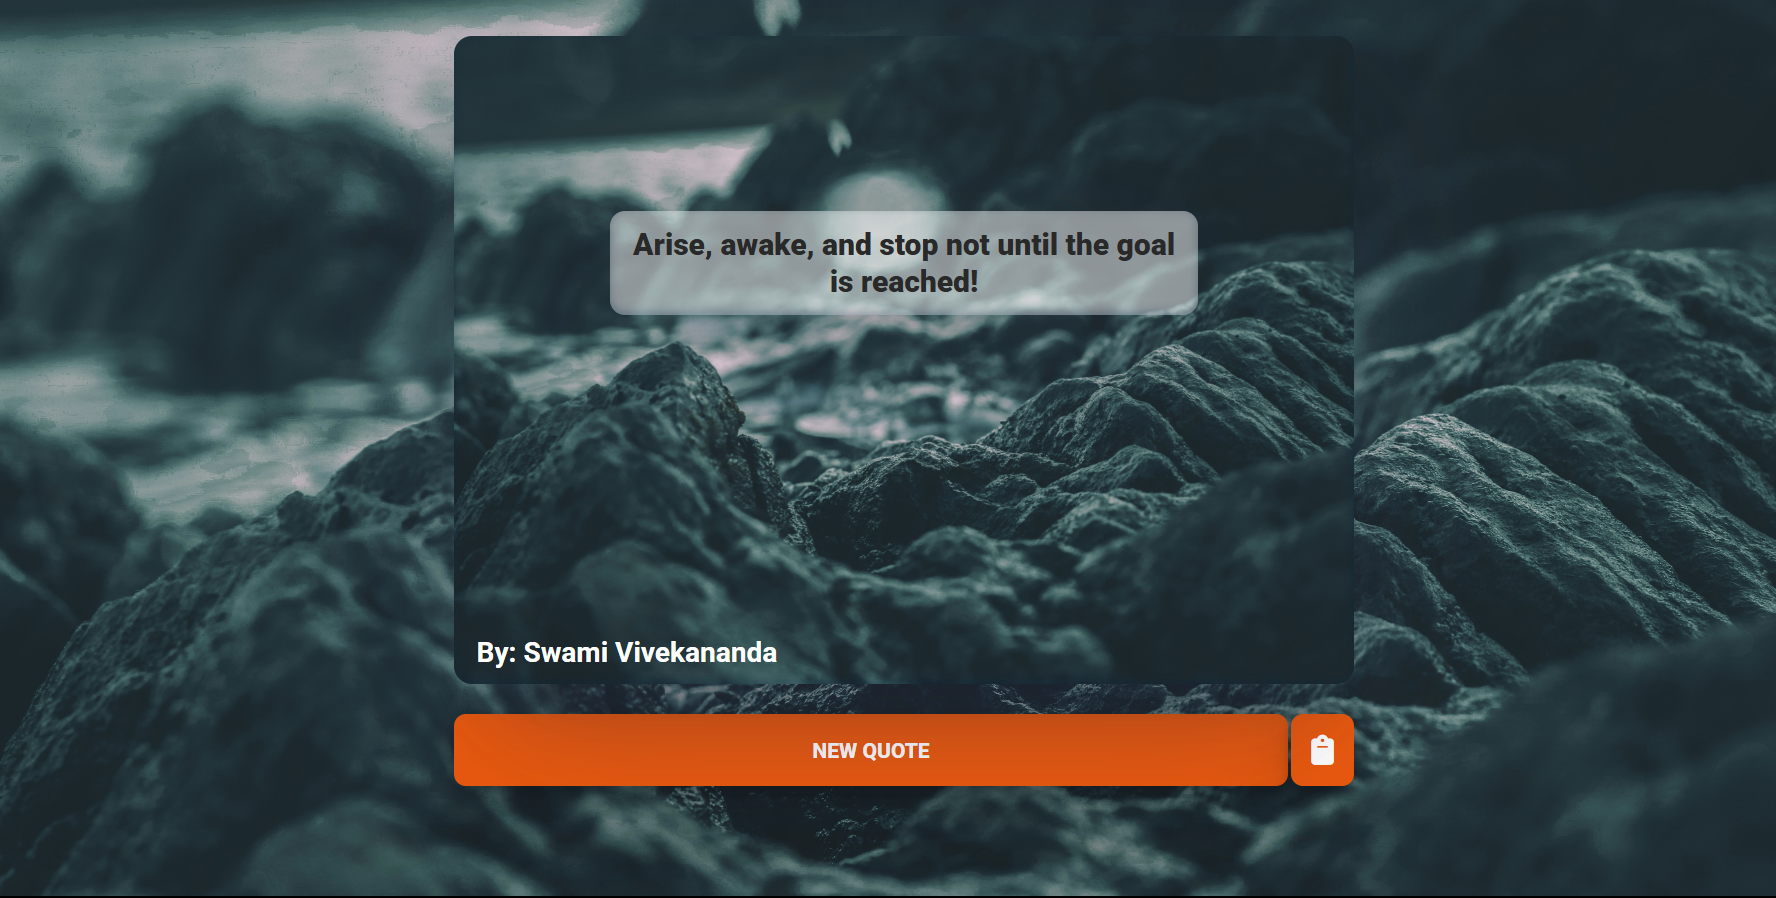 Arise, awake, and stop not until the goal
is reached!
By: Swami Vivekananda
NEW QUOTE